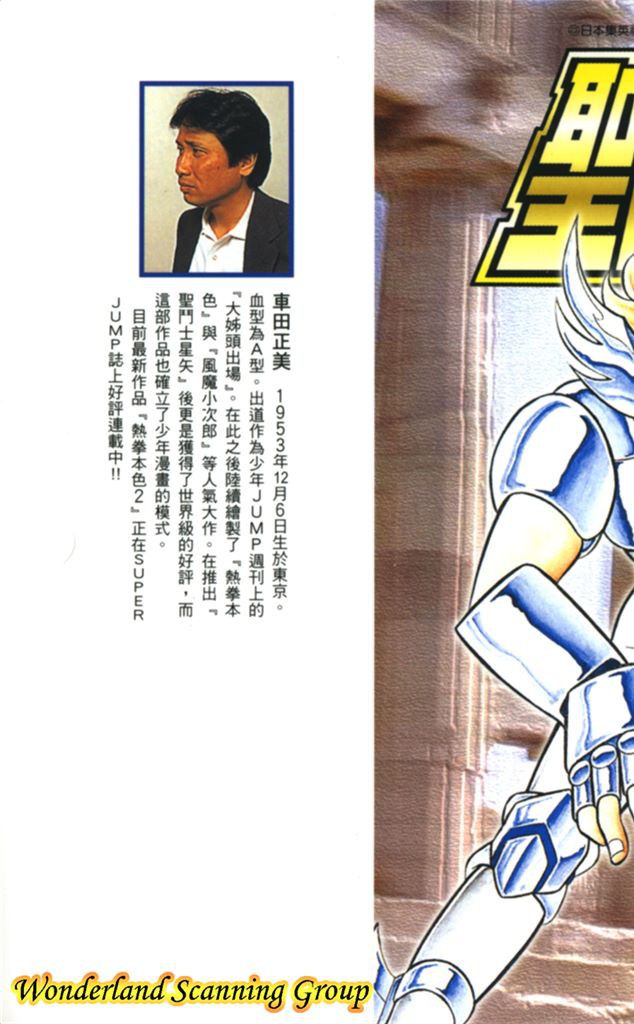 @日本集英
聖
車田正美　1953年12月6日生於東京。
血型為A型。出道作為少年JUMP週刊上的
『大姊頭出場』。在此之後陸續繪製了『熱拳本
色』與『風魔小次郎』等人氣大作。在推出『
聖鬥士星矢』後更是獲得了世界級的好評，而
這部作品也確立了少年漫畫的模式。
目前最新作品『熱拳本色2』正在SUPER
JUMP誌上好評連載中!!
Wonderland Scanning Group